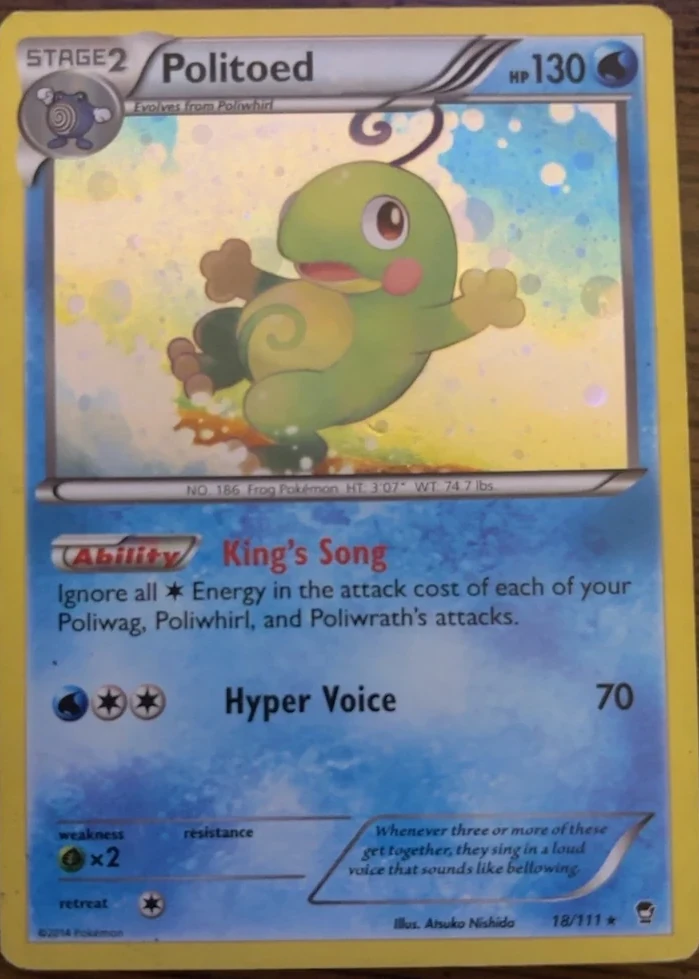 STAGE2 Politoed HP130
Evolves from Poliwhirl
NO. 186 Frog Pokémon HT: 3'07" WT: 74.7 lbs.
Ability King's Song
Ignore all Energy in the attack cost of each of your
Poliwag, Poliwhirl, and Poliwrath's attacks.
Hyper Voice 70
weakness resistance
×2
retreat
Whenever three or more of these
get together, they sing in a loud
voice that sounds like bellowing.
©2014 Pokémon
Illus. Atsuko Nishida 18/111 ★